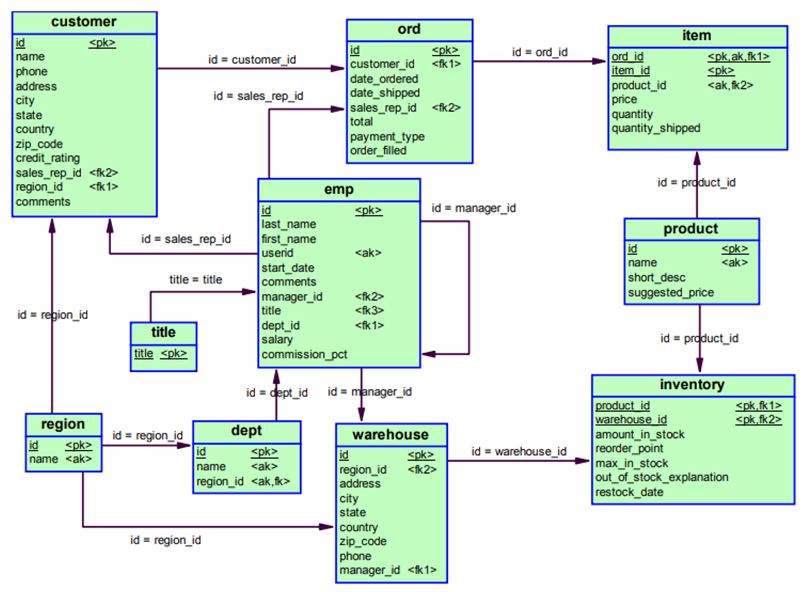 customer
id <pk>
name
phone
address
city
state
country
zip_code
credit_rating
sales_rep_id <fk2>
region_id <fk1>
comments
id = customer_id
id = sales_rep_id
ord
id <pk>
customer_id <fk1>
date_ordered
date_shipped
sales_rep_id <fk2>
total
payment_type
order_filled
id = ord_id
item
ord_id <pk,ak,fk1>
item_id <pk>
product_id <ak,fk2>
price
quantity
quantity_shipped
id = product_id
emp
id <pk>
last_name
first_name
userid <ak>
start_date
comments
manager_id <fk2>
title <fk3>
dept_id <fk1>
salary
commission_pct
id = manager_id
id = sales_rep_id
title = title
product
id <pk>
name <ak>
short_desc
suggested_price
id = region_id
title
title <pk>
id = product_id
id = dept_id
id = manager_id
region
id <pk>
name <ak>
id = region_id
dept
id <pk>
name <ak>
region_id <ak,fk>
warehouse
id <pk>
region_id <fk2>
address
city
state
country
zip_code
phone
manager_id <fk1>
id = warehouse_id
inventory
product_id <pk,fk1>
warehouse_id <pk,fk2>
amount_in_stock
reorder_point
max_in_stock
out_of_stock_explanation
restock_date
id = region_id